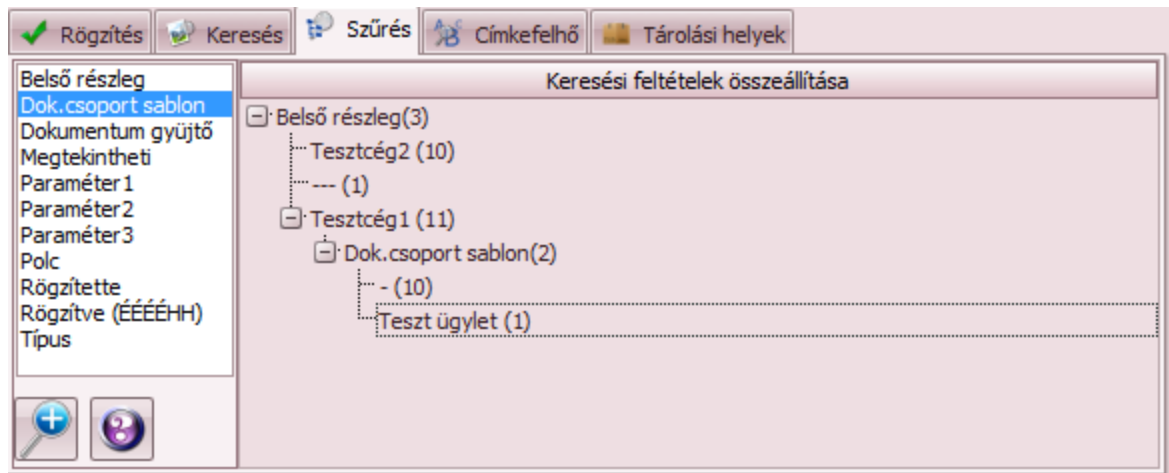 Rögzítés Keresés Szűrés Címkefelhő Tárolási helyek
Belső részleg
Dok.csoport sablon
Dokumentum gyüjtő
Megtekintheti
Paraméter1
Paraméter2
Paraméter3
Polc
Rögzítette
Rögzítve (ÉÉÉÉHH)
Típus
Keresési feltételek összeállítása
Belső részleg(3)
Tesztcég2 (10)
--- (1)
Tesztcég1 (11)
Dok.csoport sablon(2)
- (10)
Teszt ügylet (1)